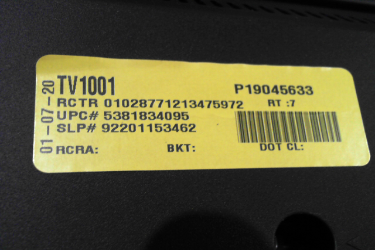 01-07-20
TV1001 P19045633
RCTR 01028771213475972 RT :7
UPC# 5381834095
SLP# 92201153462
RCRA: BKT: DOT CL: